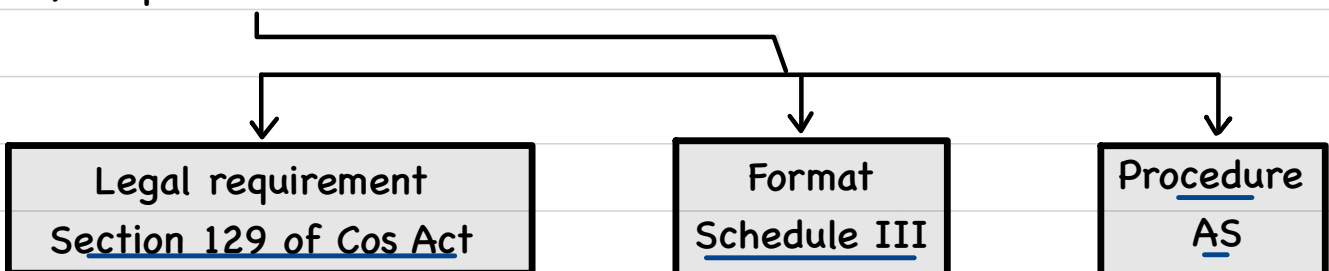 Legal requirement
Section 129 of Cos Act
Format
Schedule III
Procedure
AS